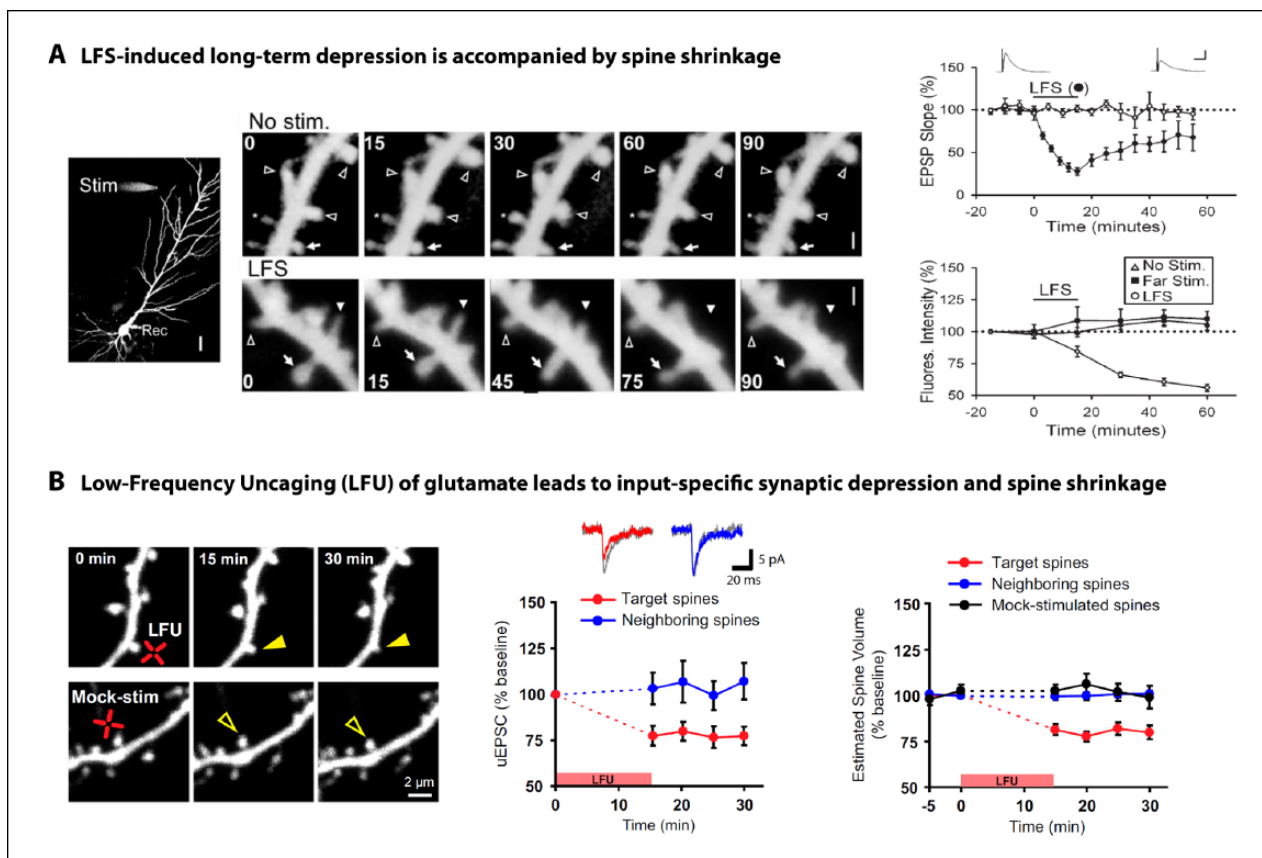 A LFS-induced long-term depression is accompanied by spine shrinkage
Stim
Rec
No stim.
0 15 30 60 90
LFS
0 15 45 75 90
LFS (●)
EPSP Slope (%)
150
100
50
0
-20 0 20 40 60
Time (minutes)
Fluores. Intensity (%)
150
125
100
75
50
LFS
No Stim.
Far Stim.
LFS
-20 0 20 40 60
Time (minutes)
B Low-Frequency Uncaging (LFU) of glutamate leads to input-specific synaptic depression and spine shrinkage
0 min 15 min 30 min
LFU
Mock-stim
2 µm
5 pA
20 ms
Target spines
Neighboring spines
uEPSC (% baseline)
150
125
100
75
50
LFU
0 10 20 30
Time (min)
Target spines
Neighboring spines
Mock-stimulated spines
Estimated Spine Volume
(% baseline)
150
125
100
75
50
LFU
-5 0 10 20 30
Time (min)